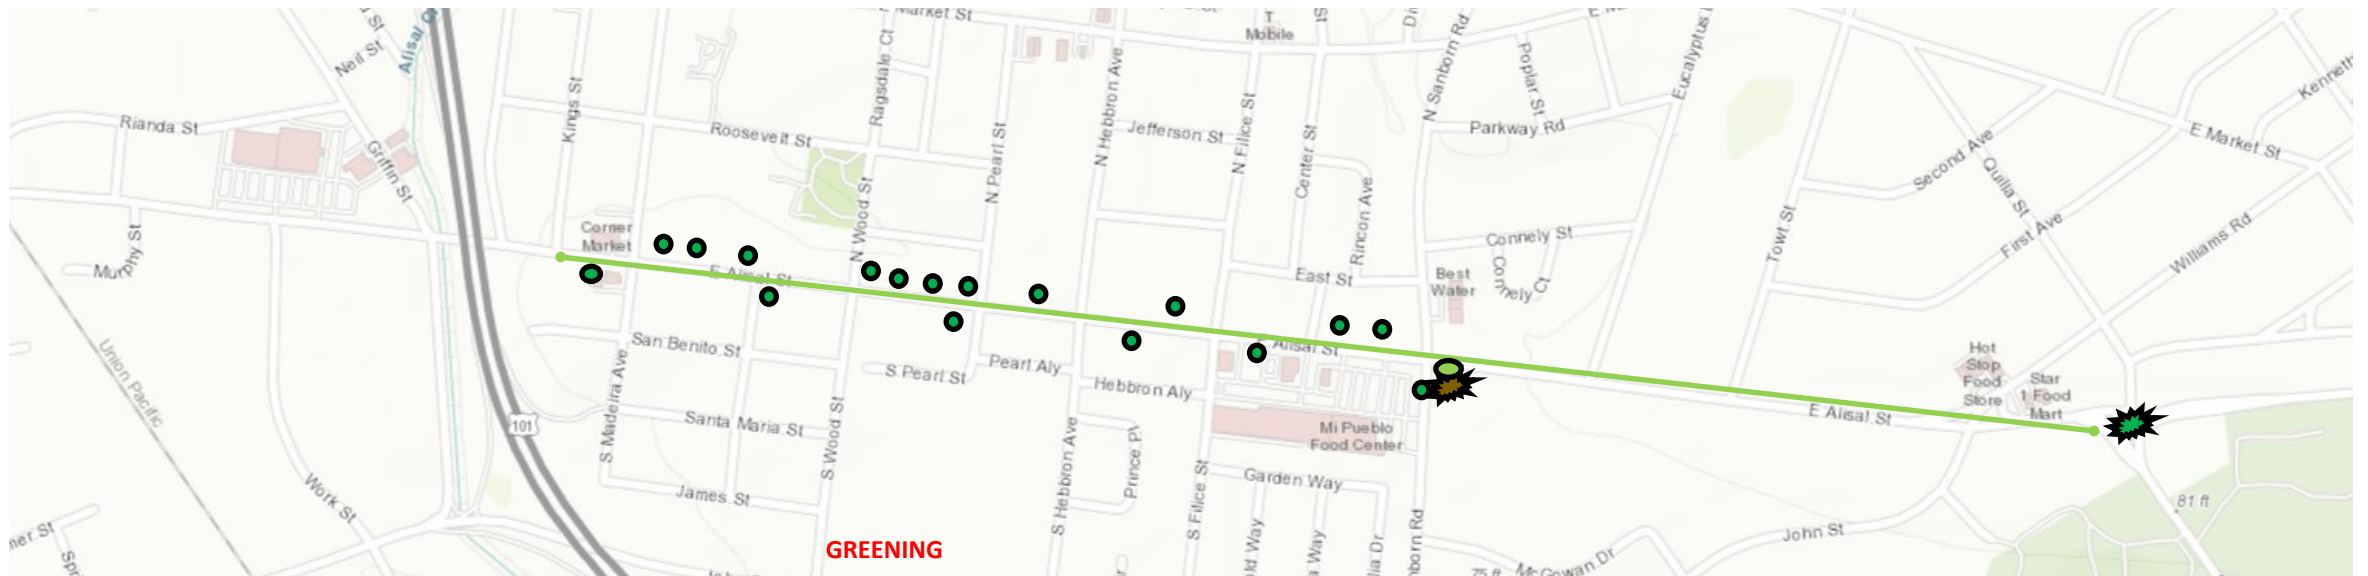 E Market St
T
Mobile
Neil St
Alisal
Kings St
Ragsdale Ct
N Hebbron Ave
N Sanborn Rd
Poplar St
Eucalyptus
Kenneth
Rianda St
Griffin St
Roosevelt St
N Pearl St
Jefferson St
N Filice St
Center St
Parkway Rd
Second Ave
E Market St
Quilla St
Murphy St
Corner
Market
N Wood St
Rincon Ave
Connely St
Connely Ct
Towt St
First Ave
Williams Rd
E Alisal St
East St
Best
Water
Union Pacific
San Benito St
S Pearl St
Pearl Aly
Hebbron Aly
E Alisal St
Hot
Stop
Food
Store
Star
1 Food
Mart
E Alisal St
101
S Madeira Ave
Santa Maria St
S Wood St
S Hebbron Ave
Prince Pl
S Filice St
Mi Pueblo
Food Center
Garden Way
James St
Work St
GREENING
81 ft
John St
McGowan Dr
75 ft